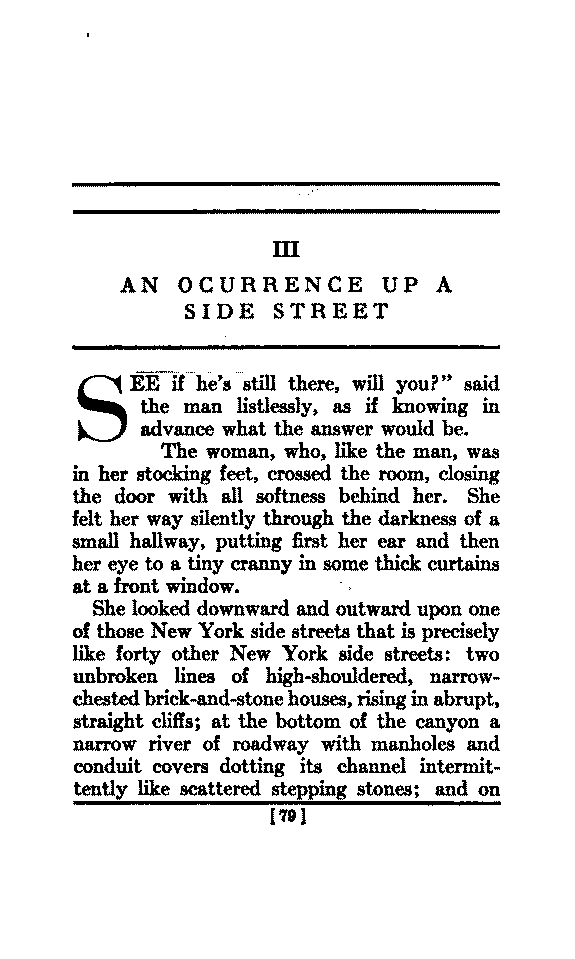 III
AN OCURRENCE UP A
SIDE STREET
SEE if he's still there, will you?" said
the man listlessly, as if knowing in
advance what the answer would be.
The woman, who, like the man, was
in her stocking feet, crossed the room, closing
the door with all softness behind her. She
felt her way silently through the darkness of a
small hallway, putting first her ear and then
her eye to a tiny cranny in some thick curtains
at a front window.
She looked downward and outward upon one
of those New York side streets that is precisely
like forty other New York side streets: two
unbroken lines of high-shouldered, narrow-
chested brick-and-stone houses, rising in abrupt,
straight cliffs; at the bottom of the canyon a
narrow river of roadway with manholes and
conduit covers dotting its channel intermit-
tently like scattered stepping stones; and on
[79]